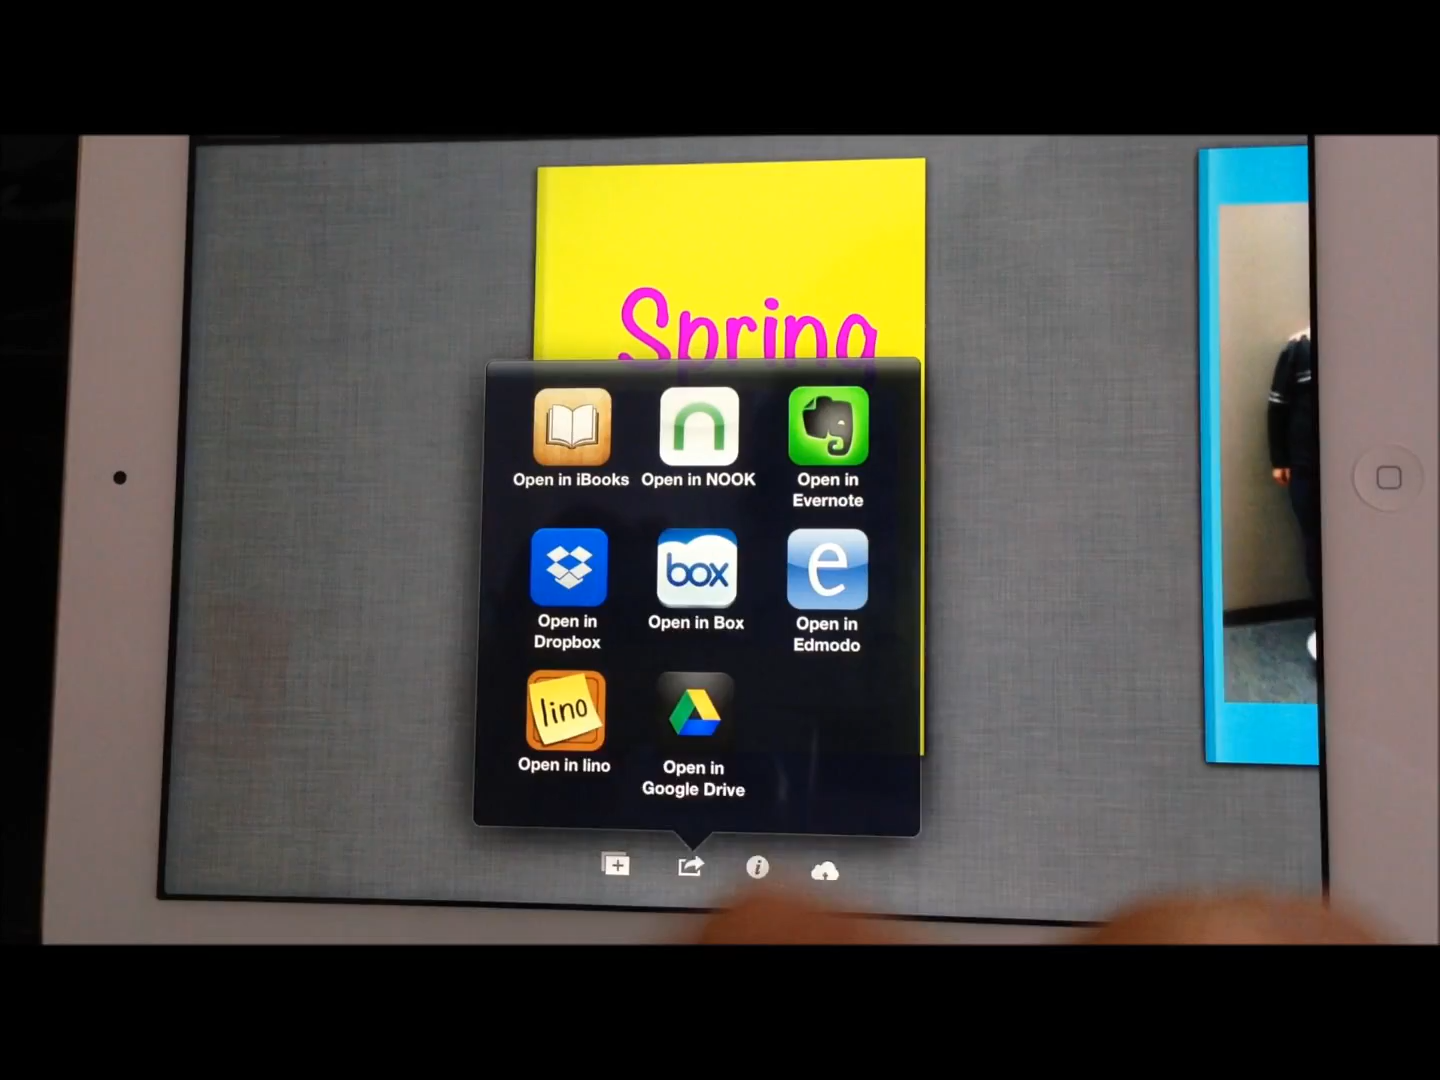 Spring
Open in iBooks
Open in NOOK
Open in
Evernote
box
e
Open in
Dropbox
Open in Box
Open in
Edmodo
lino
Open in lino
Open in
Google Drive